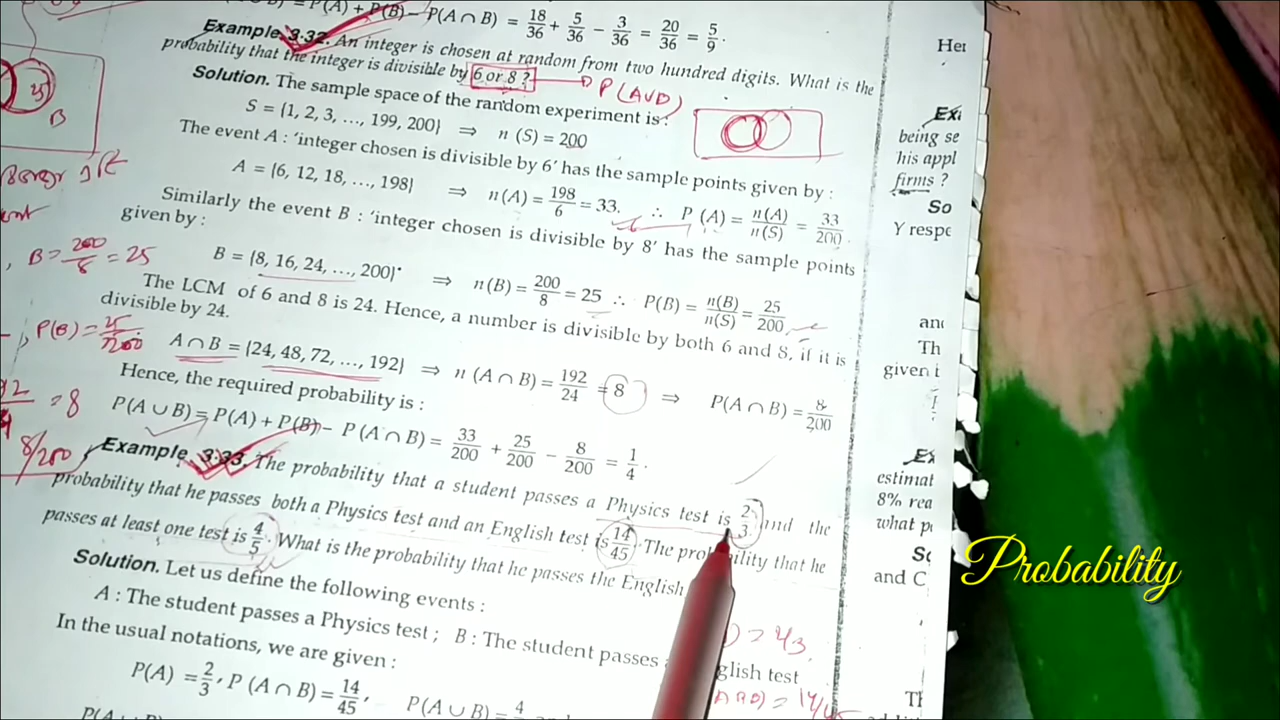 P(A) + P(B) − P(A ∩ B) = 18/36 + 5/36 − 3/36 = 20/36 = 5/9.
Example 3·32. An integer is chosen at random from two hundred digits. What is the
probability that the integer is divisible by 6 or 8 ?
P(AUB)
Solution. The sample space of the random experiment is :
S = {1, 2, 3, ..., 199, 200} ⇒ n (S) = 200
The event A : ‘integer chosen is divisible by 6’ has the sample points given by :
A = {6, 12, 18, ..., 198} ⇒ n(A) = 198/6 = 33. ∴ P (A) = n(A)/n(S) = 33/200.
Similarly the event B : ‘integer chosen is divisible by 8’ has the sample points
given by :
B = 200/8 = 25
B = {8, 16, 24, ..., 200} ⇒ n(B) = 200/8 = 25 ∴ P(B) = n(B)/n(S) = 25/200
The LCM of 6 and 8 is 24. Hence, a number is divisible by both 6 and 8, if it is
divisible by 24.
P(B) = 25/200
A ∩ B = {24, 48, 72, ..., 192} ⇒ n (A ∩ B) = 192/24 = 8 ⇒ P(A ∩ B) = 8/200
= 8
Hence, the required probability is :
8/200
P(A ∪ B) = P(A) + P(B) − P(A ∩ B) = 33/200 + 25/200 − 8/200 = 1/4.
Example 3·33. The probability that a student passes a Physics test is 2/3 and the
probability that he passes both a Physics test and an English test is 14/45. The probability that he
passes at least one test is 4/5. What is the probability that he passes the English
Solution. Let us define the following events :
A : The student passes a Physics test ; B : The student passes English test
In the usual notations, we are given :
P(A) = 2/3, P (A ∩ B) = 14/45, P(A ∪ B) = 4
being se
his appl
firms ?
So
Y respe
and
Th
given i
estimat
8% rea
what p
and C
Probability